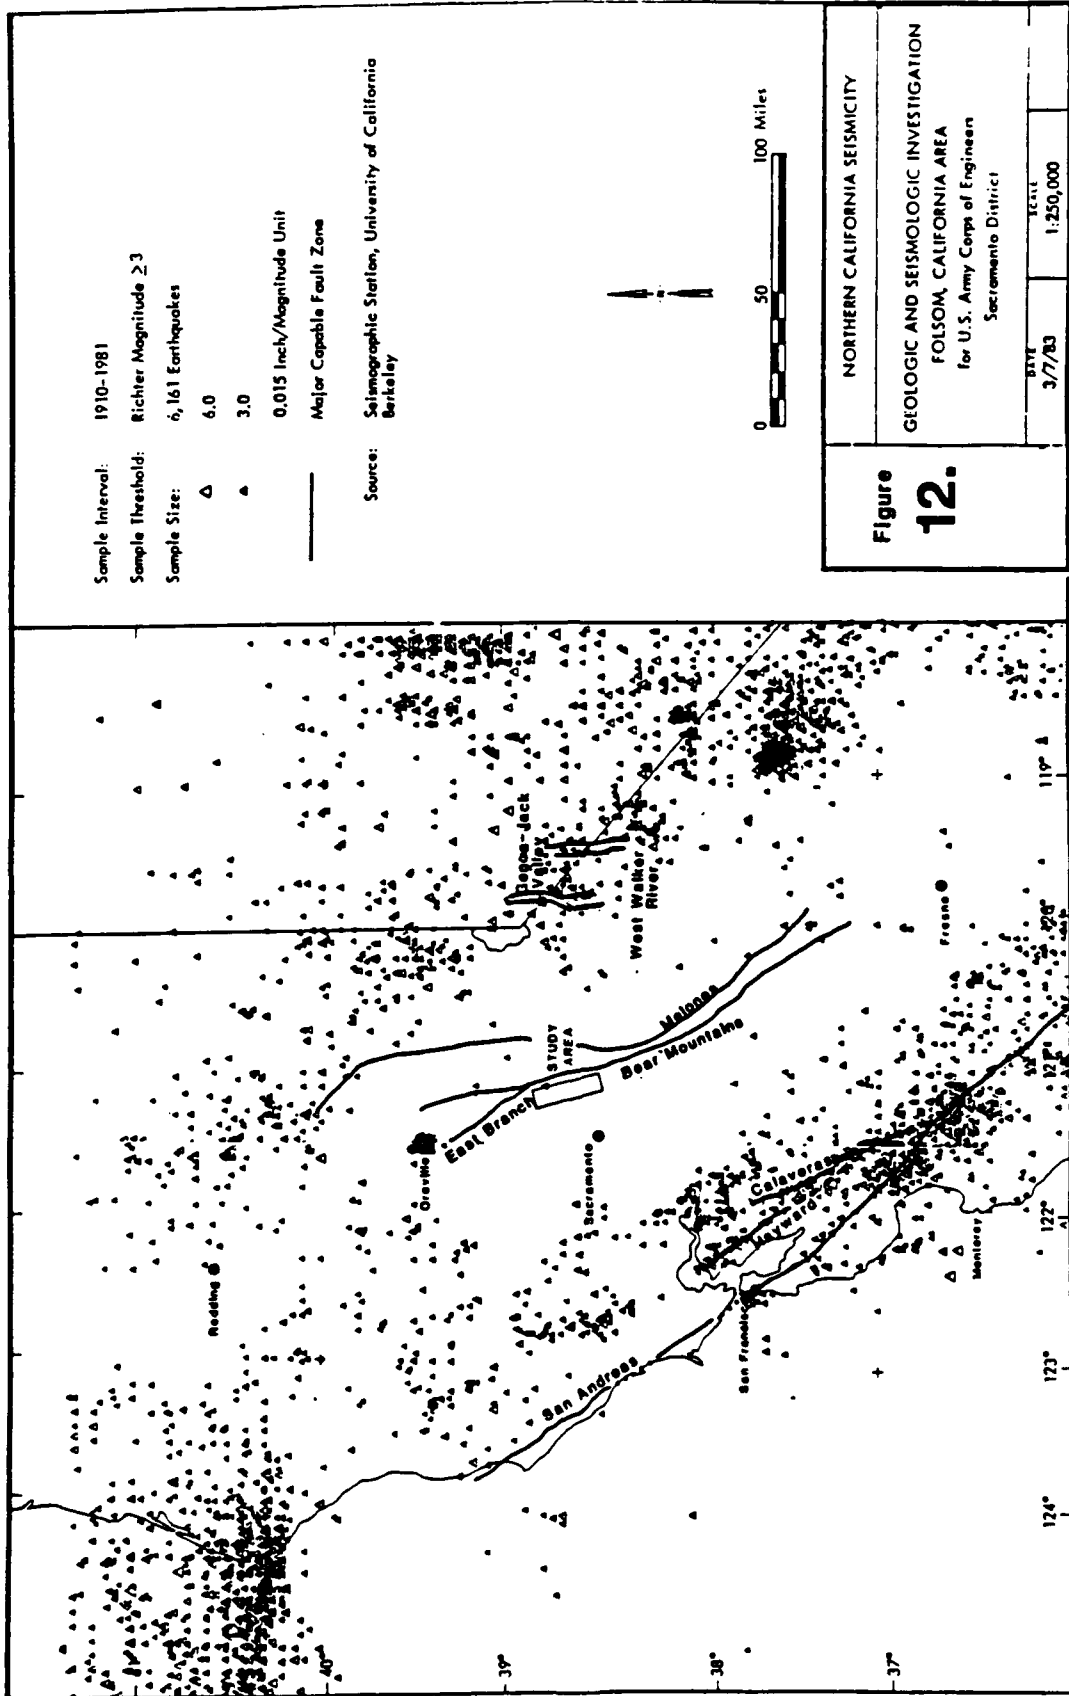 Sample Interval: 1910-1981
Sample Threshold: Richter Magnitude ≥3
Sample Size: 6,161 Earthquakes
6.0
3.0
0.015 Inch/Magnitude Unit
Major Capable Fault Zone
Source: Seismographic Station, University of California
Berkeley
0 50 100 Miles
Figure
12.
NORTHERN CALIFORNIA SEISMICITY
GEOLOGIC AND SEISMOLOGIC INVESTIGATION
FOLSOM, CALIFORNIA AREA
for U.S. Army Corps of Engineers
Sacramento District
DATE
3/7/83
SCALE
1:250,000
Redding
Oroville
East Branch
STUDY
AREA
Sacramento
Melones
Bear Mountains
Jack
Valley
West Walker
River
San Andreas
San Francisco
Hayward
Calaveras
Monterey
Fresno
40°
39°
38°
37°
124°
123°
122°
121°
119°